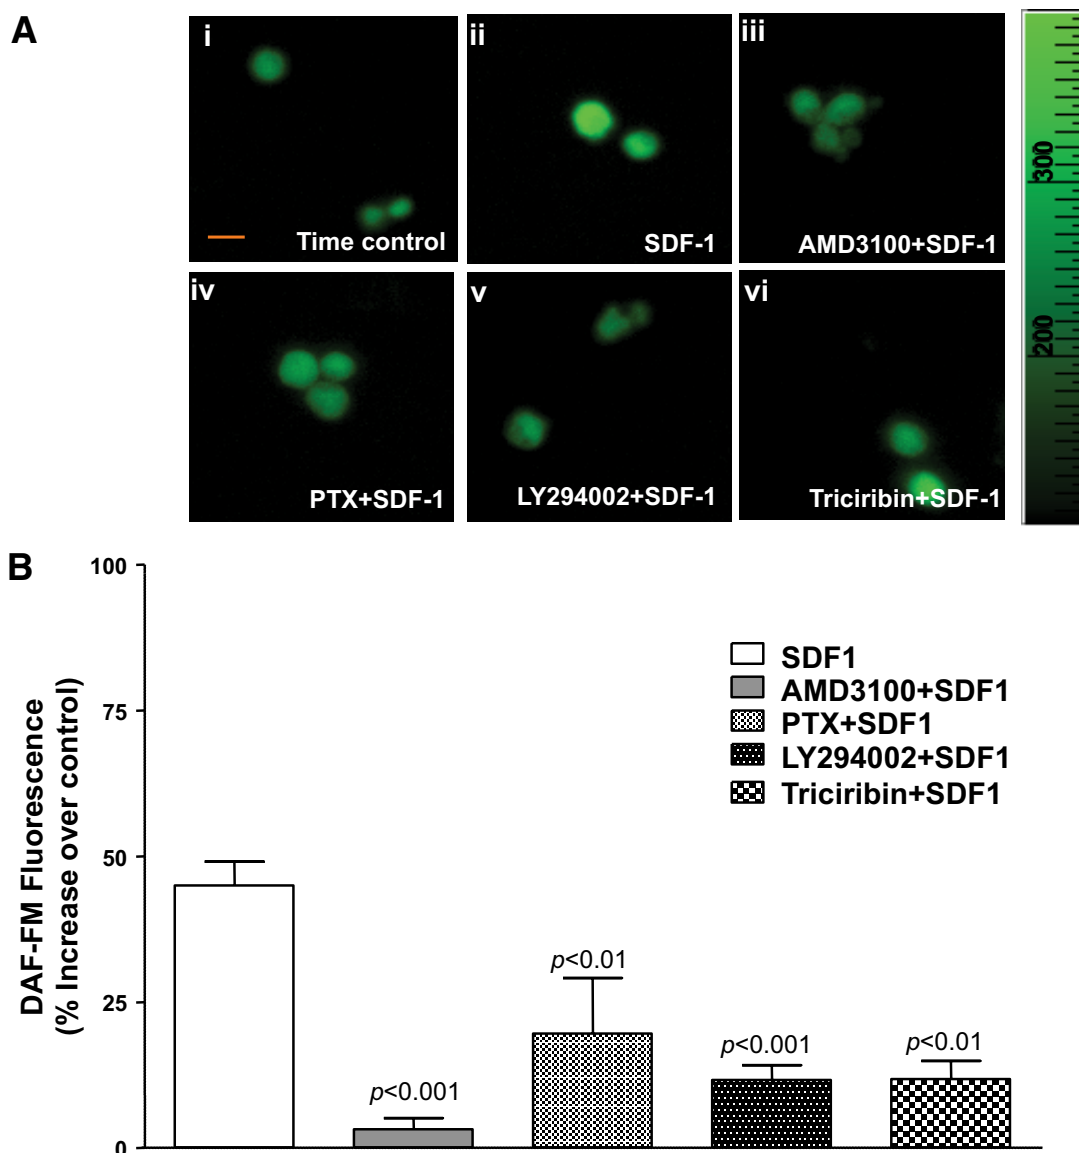 A
i
ii
iii
Time control
SDF-1
AMD3100+SDF-1
iv
v
vi
PTX+SDF-1
LY294002+SDF-1
Triciribin+SDF-1
300
200
B
DAF-FM Fluorescence
(% Increase over control)
100
75
50
25
0
SDF1
AMD3100+SDF1
PTX+SDF1
LY294002+SDF1
Triciribin+SDF1
p<0.001
p<0.01
p<0.001
p<0.01